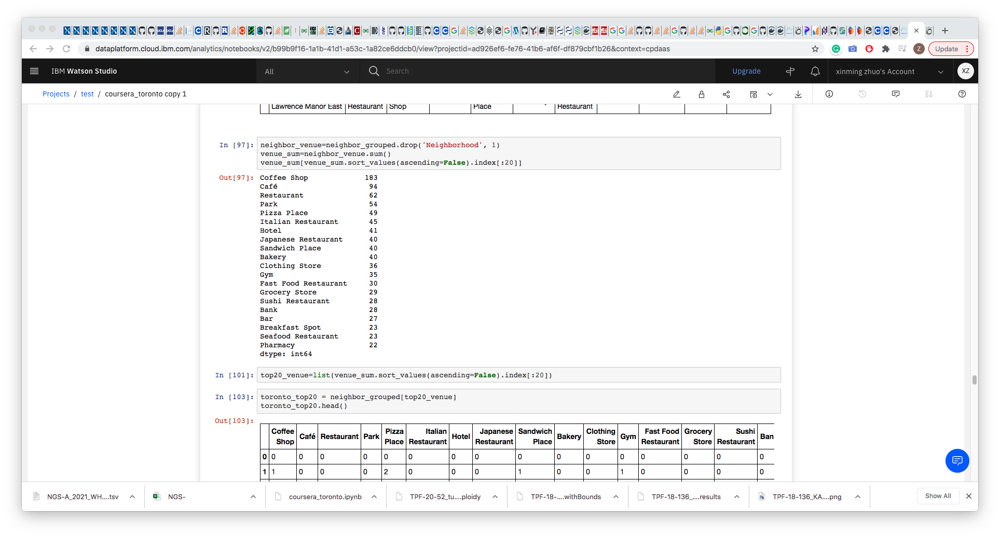 dataplatform.cloud.ibm.com/analytics/notebooks/v2/b99b9f16-1a1b-41d1-a53c-1a82ce6ddcb0/view?projectid=ad926ef6-fe76-41b6-af6f-df879cbf1b26&context=cpdaas
Z
Update
IBM Watson Studio
All
Search
Upgrade
xinming zhuo's Account
XZ
Projects / test / coursera_toronto copy 1
Lawrence Manor East Restaurant Shop Place Restaurant
In [97]: neighbor_venue=neighbor_grouped.drop('Neighborhood', 1)
venue_sum=neighbor_venue.sum()
venue_sum[venue_sum.sort_values(ascending=False).index[:20]]
Out[97]: Coffee Shop 183
Café 94
Restaurant 62
Park 54
Pizza Place 49
Italian Restaurant 45
Hotel 41
Japanese Restaurant 40
Sandwich Place 40
Bakery 40
Clothing Store 36
Gym 35
Fast Food Restaurant 30
Grocery Store 29
Sushi Restaurant 28
Bank 28
Bar 27
Breakfast Spot 23
Seafood Restaurant 23
Pharmacy 22
dtype: int64
In [101]: top20_venue=list(venue_sum.sort_values(ascending=False).index[:20])
In [103]: toronto_top20 = neighbor_grouped[top20_venue]
toronto_top20.head()
Out[103]:
Coffee Shop Café Restaurant Park Pizza Place Italian Restaurant Hotel Japanese Restaurant Sandwich Place Bakery Clothing Store Gym Fast Food Restaurant Grocery Store Sushi Restaurant Ban
0 0 0 0 0 0 0 0 0 0 0 0 0 0 0 0 0
1 1 0 0 0 2 0 0 0 1 0 0 1 0 0 0 0
NGS-A_2021_WH....tsv
NGS-
coursera_toronto.ipynb
TPF-20-52_tu....ploidy
TPF-18-....withBounds
TPF-18-136_....results
TPF-18-136_KA....png
Show All